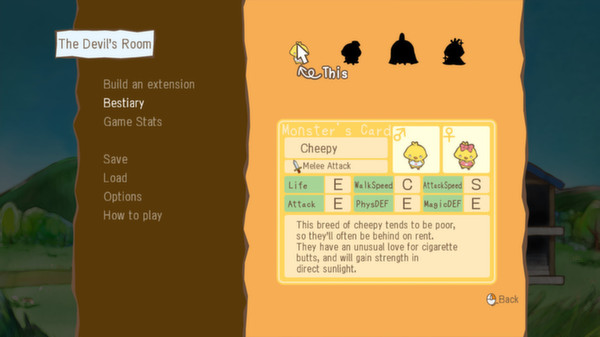 The Devil's Room
This
Build an extension
Bestiary
Game Stats
Save
Load
Options
How to play
Monster's Card
♂
♀
Cheepy
Melee Attack
Life E WalkSpeed C AttackSpeed S
Attack E PhysDEF E MagicDEF E
This breed of cheepy tends to be poor,
so they'll often be behind on rent.
They have an unusual love for cigarette
butts, and will gain strength in
direct sunlight.
Back